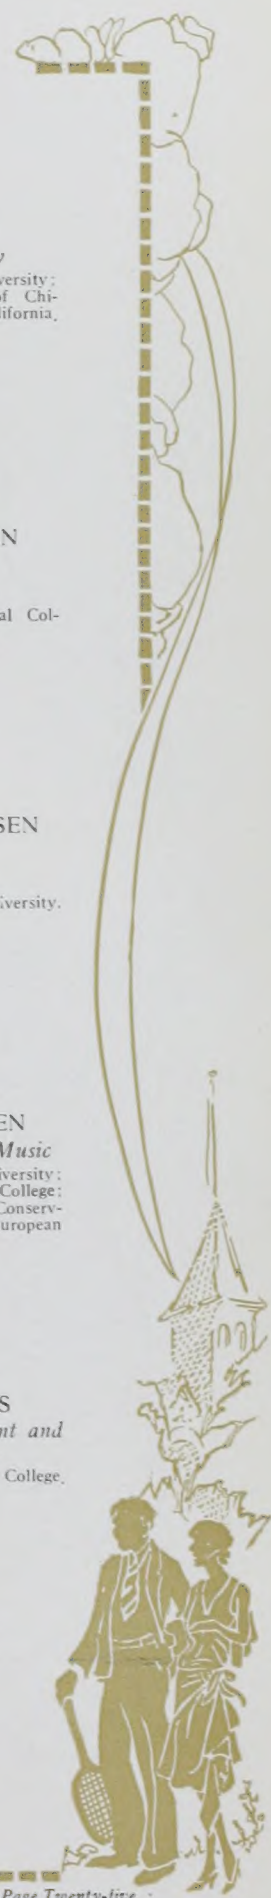 y
versity;
of Chi-
lifornia.
N
al Col-
SEN
iversity.
EN
Music
iversity;
College;
Conserv-
uropean
S
nt and
College.
Page Twenty-five